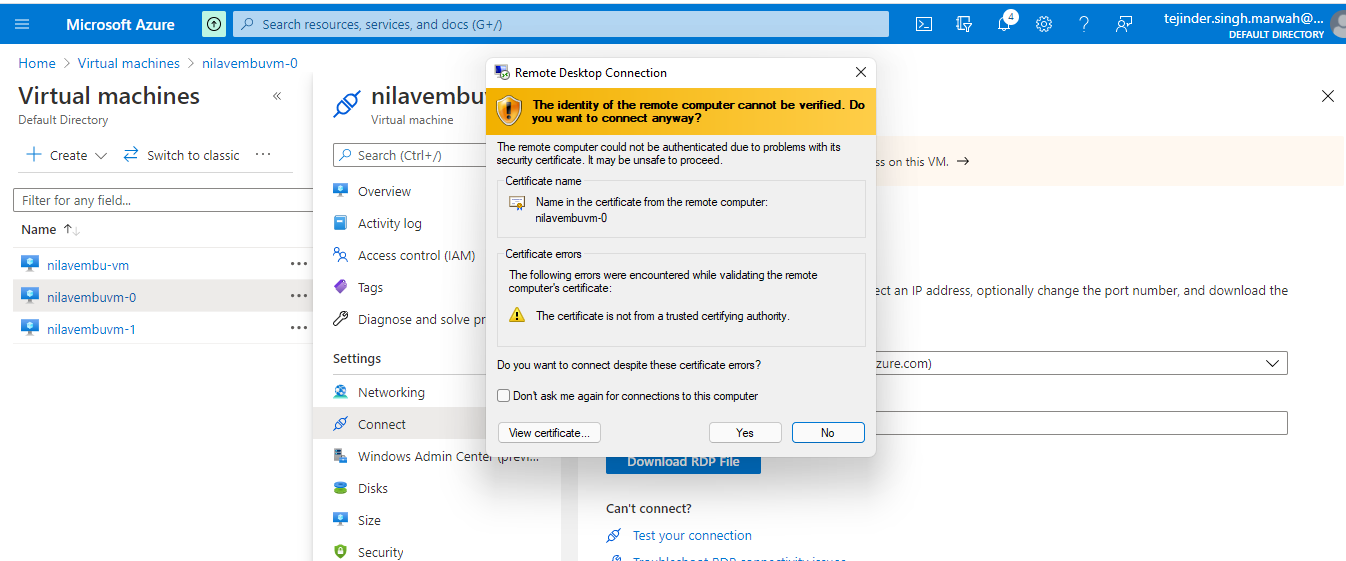 Microsoft Azure
Search resources, services, and docs (G+/)
4
tejinder.singh.marwah@...
DEFAULT DIRECTORY
Home > Virtual machines > nilavembuvm-0
Virtual machines
«
Default Directory
+ Create
Switch to classic
...
Filter for any field...
Name ↑↓
nilavembu-vm
...
nilavembuvm-0
...
nilavembuvm-1
...
nilavembuv
Virtual machine
Search (Ctrl+/)
Overview
Activity log
Access control (IAM)
Tags
Diagnose and solve pr
Settings
Networking
Connect
Windows Admin Center (previ...
Disks
Size
Security
Remote Desktop Connection
The identity of the remote computer cannot be verified. Do
you want to connect anyway?
The remote computer could not be authenticated due to problems with its
security certificate. It may be unsafe to proceed.
Certificate name
Name in the certificate from the remote computer:
nilavembuvm-0
Certificate errors
The following errors were encountered while validating the remote
computer's certificate:
The certificate is not from a trusted certifying authority.
Do you want to connect despite these certificate errors?
Don't ask me again for connections to this computer
View certificate...
Yes
No
ss on this VM. →
ect an IP address, optionally change the port number, and download the
zure.com)
Download RDP File
Can't connect?
Test your connection
Troubleshoot RDP connectivity issues